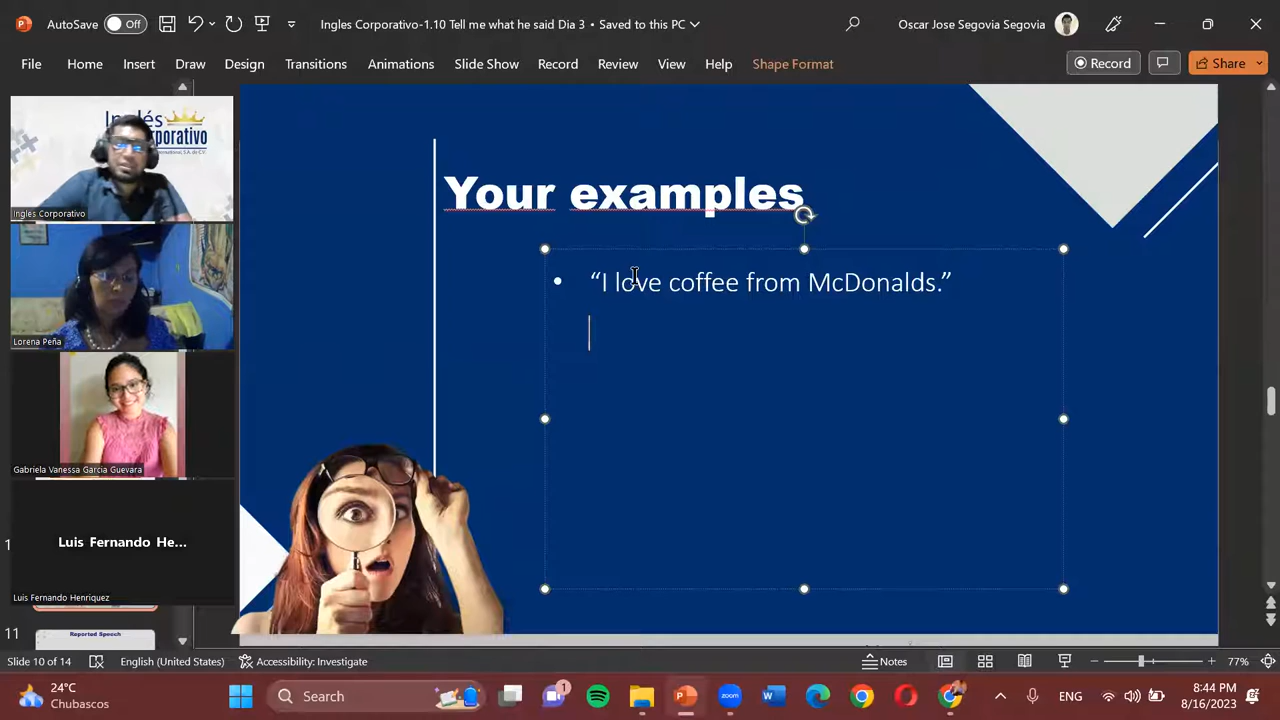 AutoSave
Off
Ingles Corporativo-1.10 Tell me what he said Dia 3 • Saved to this PC
Oscar Jose Segovia Segovia
File
Home
Insert
Draw
Design
Transitions
Animations
Slide Show
Record
Review
View
Help
Shape Format
Record
Share
Inglés
Corporativo
Ingles Corporativo
Lorena Peña
Gabriela Vanessa Garcia Guevara
Luis Fernando He...
Luis Fernando Henriquez
11
Reported Speech
Your examples
• “I love coffee from McDonalds.”
Slide 10 of 14
English (United States)
Accessibility: Investigate
Notes
77%
24°C
Chubascos
Search
1
ENG
8:44 PM
8/16/2023